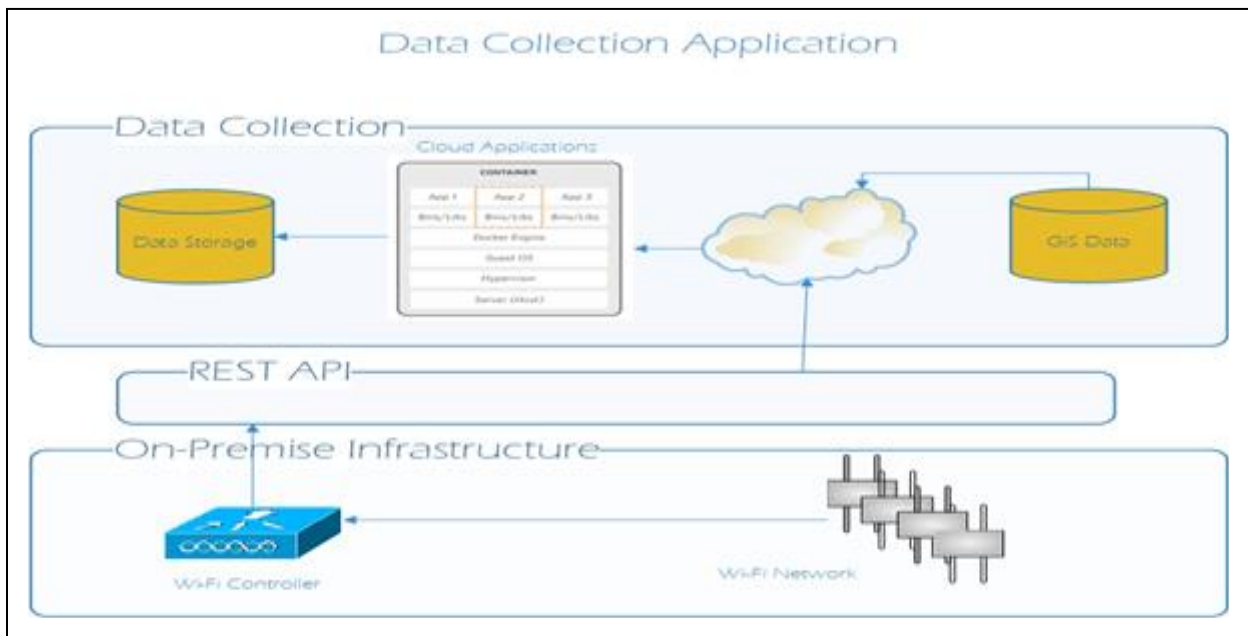 Data Collection Application
Data Collection
Cloud Applications
CONTAINER
App 1 App 2 App 3
Bins/Libs Bins/Libs Bins/Libs
Docker Engine
Guest OS
Hypervisor
Server (Host)
Data Storage
GIS Data
REST API
On-Premise Infrastructure
Wi-Fi Controller
Wi-Fi Network